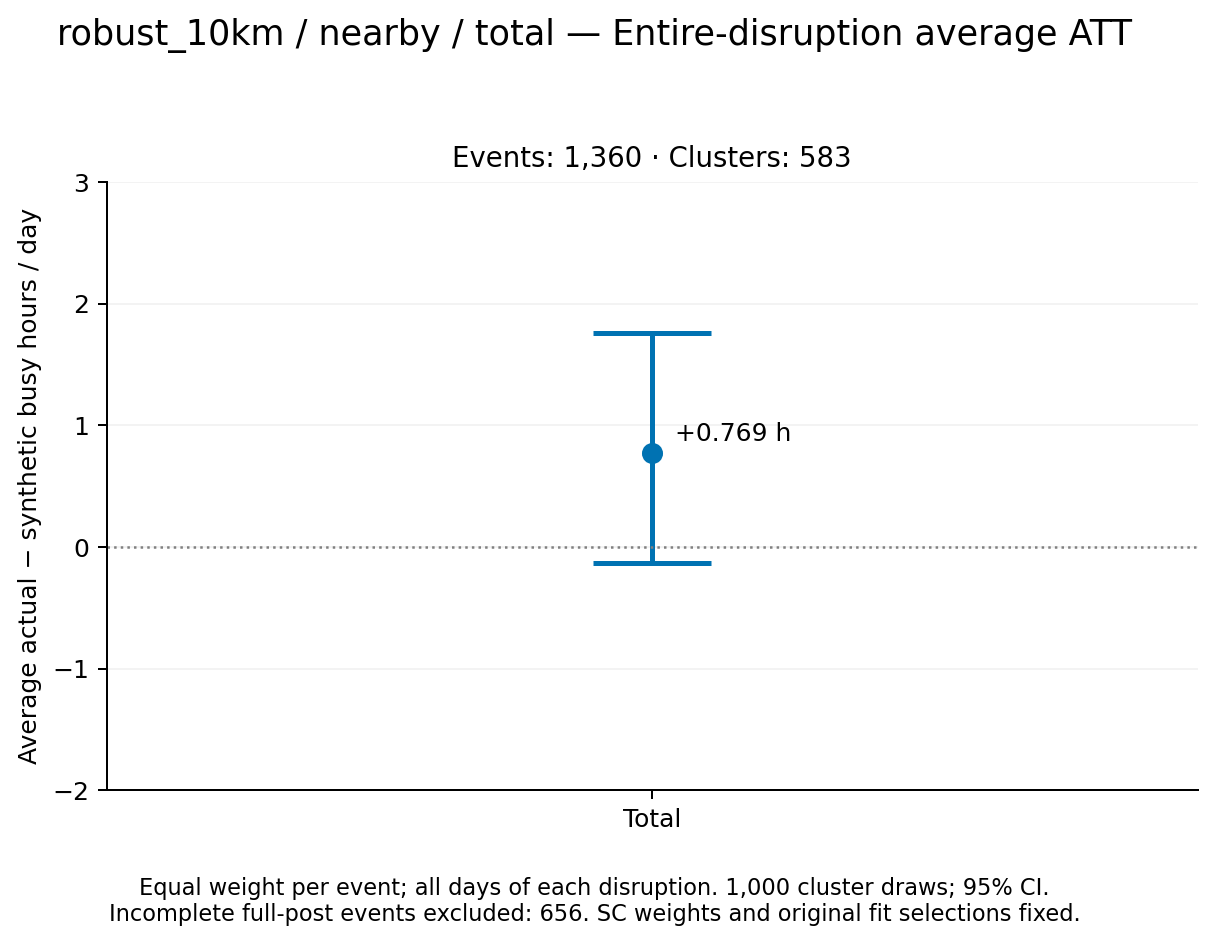 robust_10km / nearby / total — Entire-disruption average ATT
Events: 1,360 · Clusters: 583
Average actual − synthetic busy hours / day
3
2
1
0
−1
−2
+0.769 h
Total
Equal weight per event; all days of each disruption. 1,000 cluster draws; 95% CI.
Incomplete full-post events excluded: 656. SC weights and original fit selections fixed.